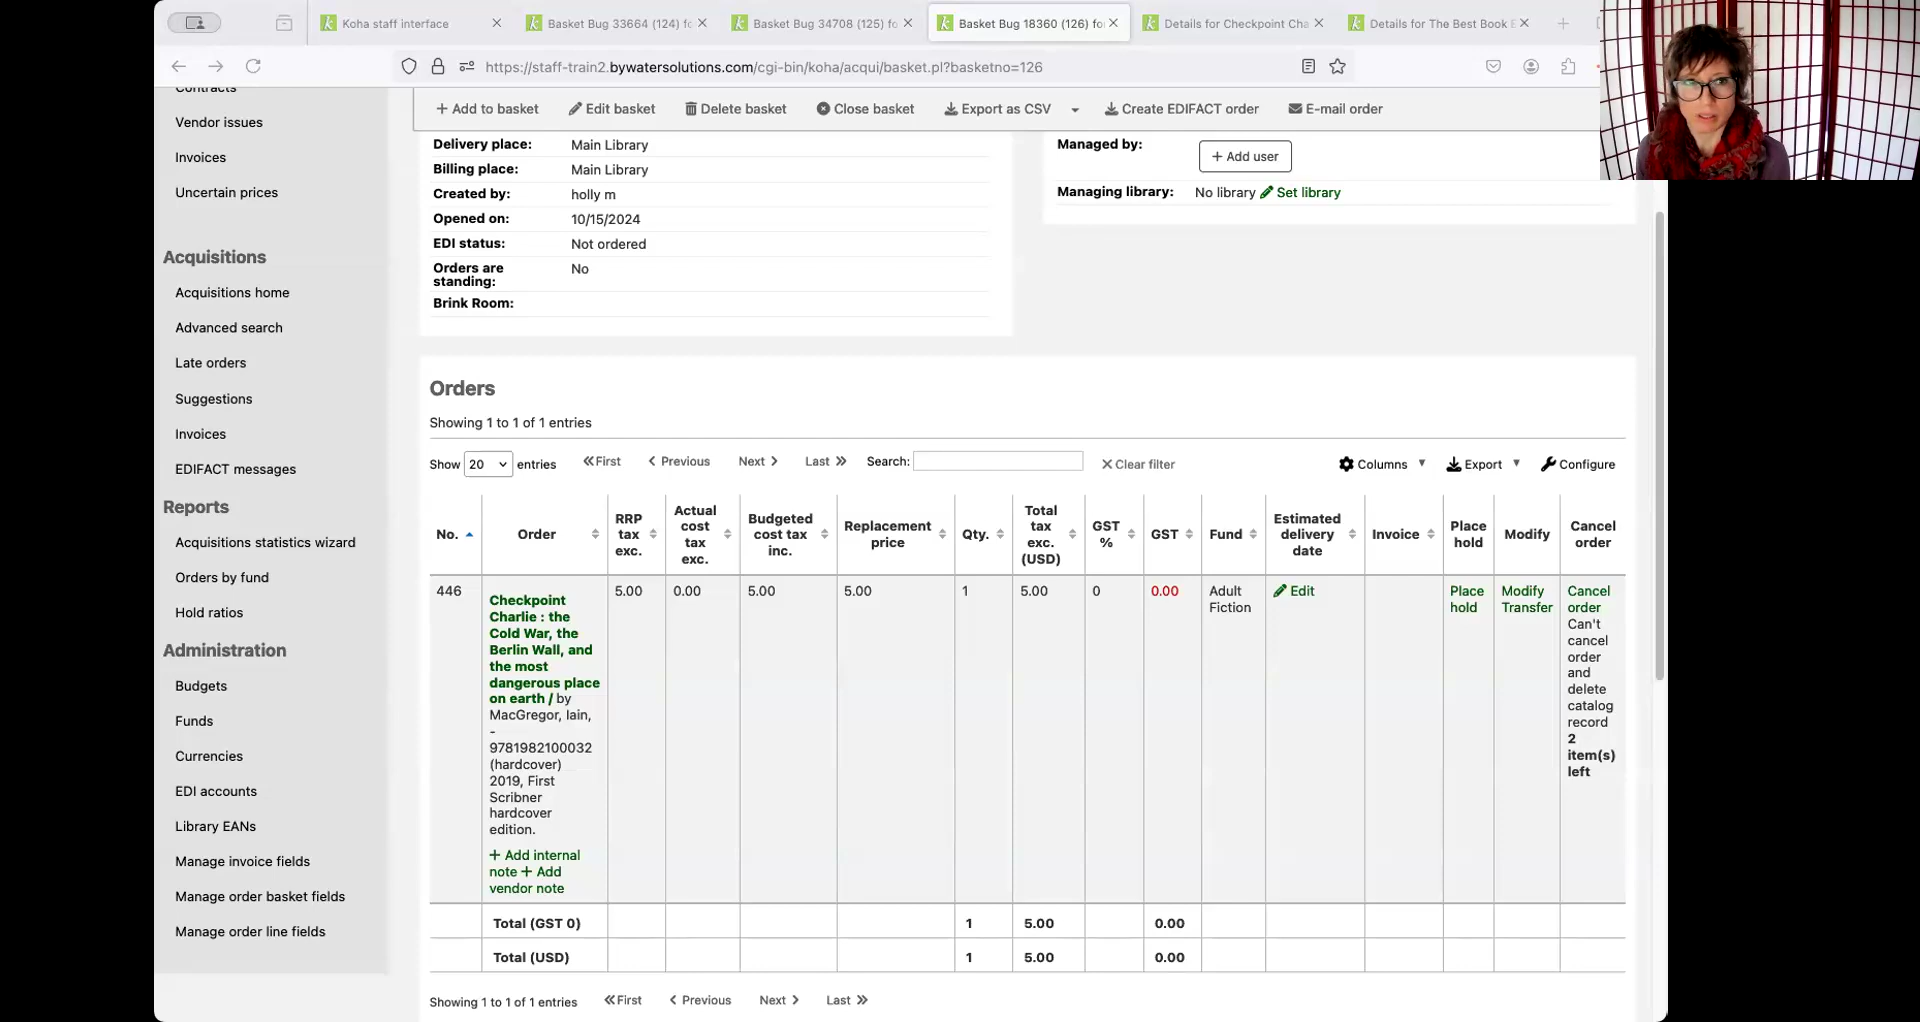 Koha staff interface
Basket Bug 33664 (124) fo
Basket Bug 34708 (125) fo
Basket Bug 18360 (126) fo
Details for Checkpoint Cha
Details for The Best Book E
https://staff-train2.bywatersolutions.com/cgi-bin/koha/acqui/basket.pl?basketno=126
Contracts
Vendor issues
Invoices
Uncertain prices
Acquisitions
Acquisitions home
Advanced search
Late orders
Suggestions
Invoices
EDIFACT messages
Reports
Acquisitions statistics wizard
Orders by fund
Hold ratios
Administration
Budgets
Funds
Currencies
EDI accounts
Library EANs
Manage invoice fields
Manage order basket fields
Manage order line fields
+ Add to basket
Edit basket
Delete basket
Close basket
Export as CSV
Create EDIFACT order
E-mail order
Delivery place: Main Library
Billing place: Main Library
Created by: holly m
Opened on: 10/15/2024
EDI status: Not ordered
Orders are No
standing:
Brink Room:
Managed by:
+ Add user
Managing library: No library Set library
Orders
Showing 1 to 1 of 1 entries
Show 20 entries First Previous Next Last Search: Clear filter Columns Export Configure
No.
Order
RRP
tax
exc.
Actual
cost
tax
exc.
Budgeted
cost tax
inc.
Replacement
price
Qty.
Total
tax
exc.
(USD)
GST
%
GST
Fund
Estimated
delivery
date
Invoice
Place
hold
Modify
Cancel
order
446
Checkpoint
Charlie : the
Cold War, the
Berlin Wall, and
the most
dangerous place
on earth / by
MacGregor, Iain,
-
9781982100032
(hardcover)
2019, First
Scribner
hardcover
edition.
+ Add internal
note + Add
vendor note
5.00
0.00
5.00
5.00
1
5.00
0
0.00
Adult
Fiction
Edit
Place
hold
Modify
Transfer
Cancel
order
Can't
cancel
order
and
delete
catalog
record
2
item(s)
left
Total (GST 0) 1 5.00 0.00
Total (USD) 1 5.00 0.00
Showing 1 to 1 of 1 entries First Previous Next Last